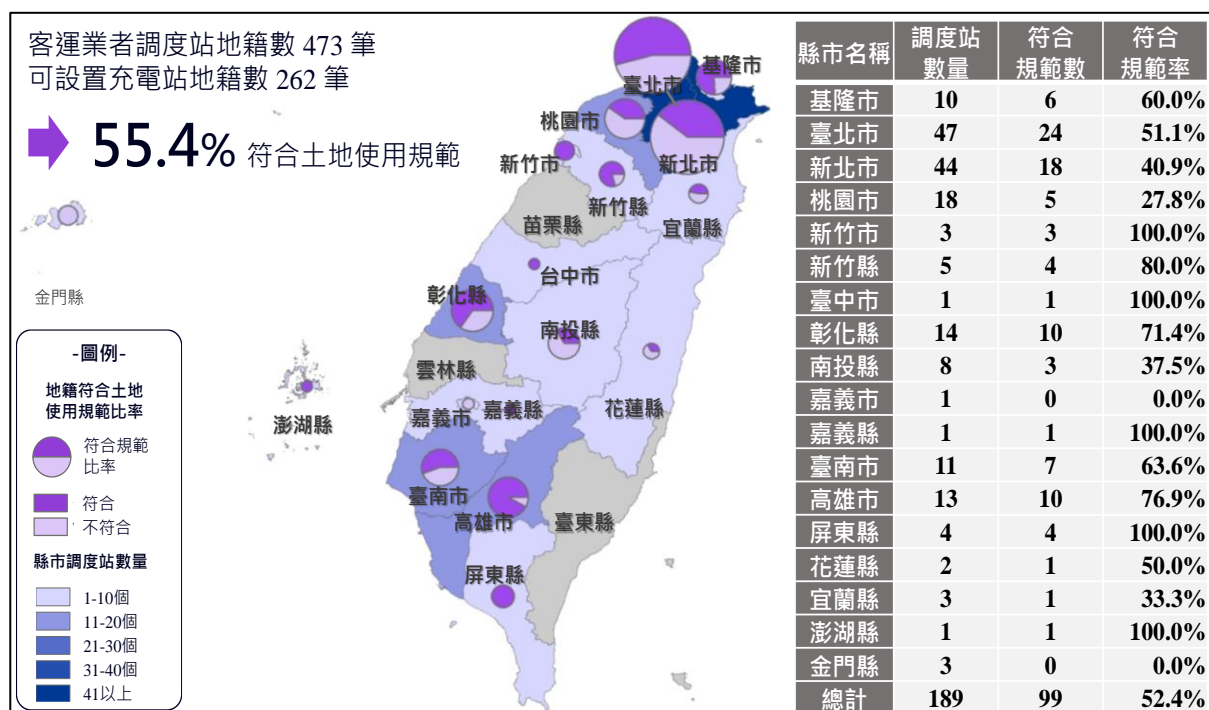 客運業者調度站地籍數 473 筆
可設置充電站地籍數 262 筆
55.4% 符合土地使用規範
基隆市
臺北市
桃園市
新竹市
新北市
新竹縣
苗栗縣
宜蘭縣
金門縣
台中市
彰化縣
南投縣
雲林縣
花蓮縣
嘉義市
嘉義縣
澎湖縣
臺南市
高雄市
臺東縣
屏東縣
-圖例-
地籍符合土地
使用規範比率
符合規範
比率
符合
不符合
縣市調度站數量
1-10個
11-20個
21-30個
31-40個
41以上
縣市名稱 調度站數量 符合規範數 符合規範率
基隆市 10 6 60.0%
臺北市 47 24 51.1%
新北市 44 18 40.9%
桃園市 18 5 27.8%
新竹市 3 3 100.0%
新竹縣 5 4 80.0%
臺中市 1 1 100.0%
彰化縣 14 10 71.4%
南投縣 8 3 37.5%
嘉義市 1 0 0.0%
嘉義縣 1 1 100.0%
臺南市 11 7 63.6%
高雄市 13 10 76.9%
屏東縣 4 4 100.0%
花蓮縣 2 1 50.0%
宜蘭縣 3 1 33.3%
澎湖縣 1 1 100.0%
金門縣 3 0 0.0%
總計 189 99 52.4%